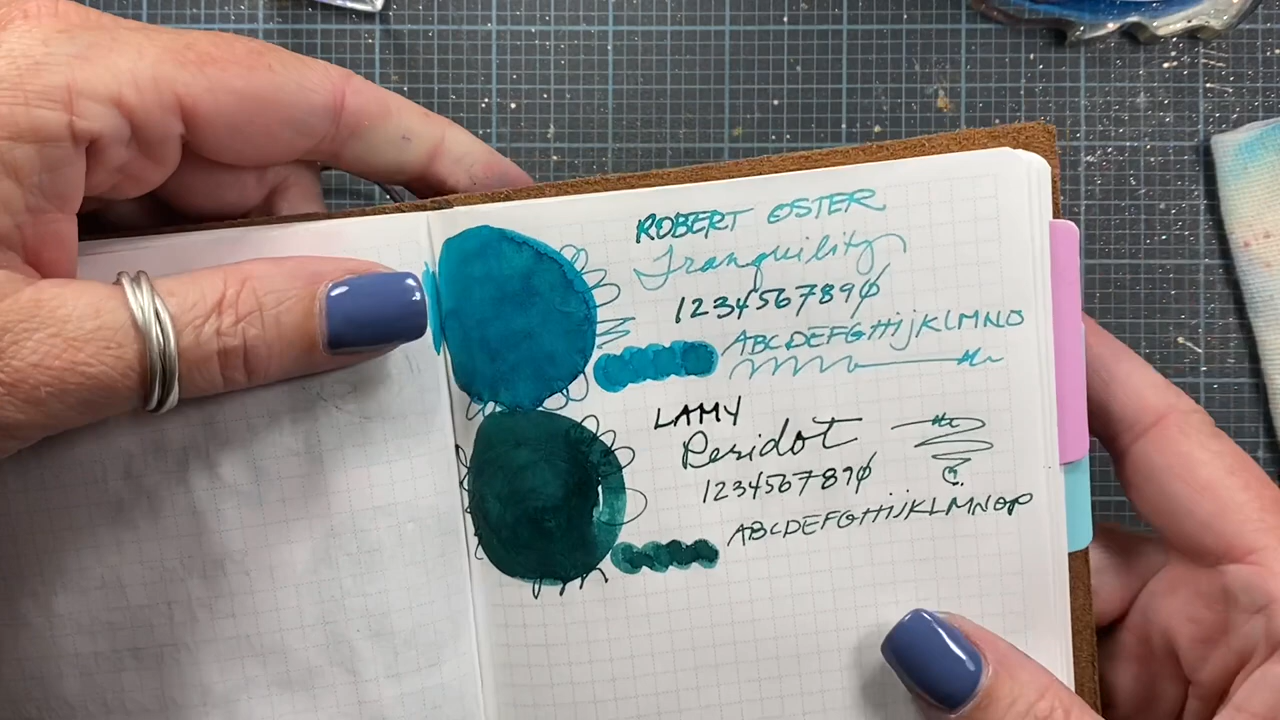 ROBERT OSTER
Tranquility
1234567890
ABCDEFGHijKLMNO
LAMY
Peridot
1234567890
ABCDEFGHijKLMNOP